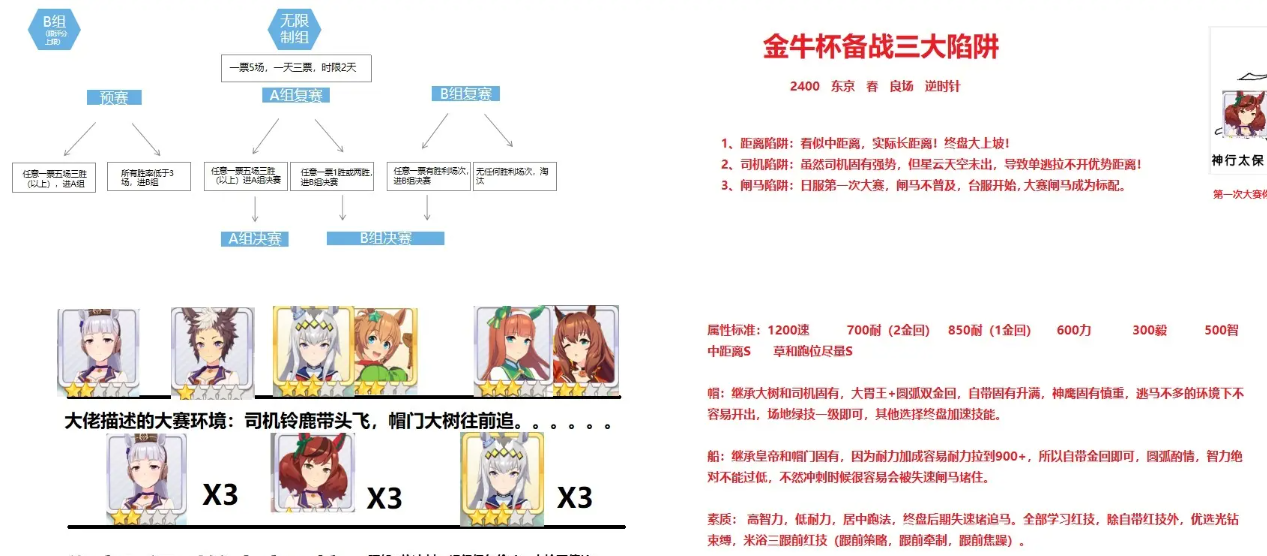 B组
（限评分上限）
无限制组
一票5场，一天三票，时限2天
预赛
A组复赛
B组复赛
任意一票五场三胜（以上），进A组
所有胜率低于3场，进B组
任意一票五场三胜（以上）进A组决赛
任意一票1胜或两胜，进B组决赛
任意一票有胜利场次，进B组决赛
无任何胜利场次，淘汰
A组决赛
B组决赛
大佬描述的大赛环境：司机铃鹿带头飞，帽门大树往前追。。。。。。
X3
X3
X3
金牛杯备战三大陷阱
2400 东京 春 良场 逆时针
1、距离陷阱：看似中距离，实际长距离！终盘大上坡！
2、司机陷阱：虽然司机固有强势，但星云天空未出，导致单逃拉不开优势距离！
3、闸马陷阱：日服第一次大赛，闸马不普及，台服开始，大赛闸马成为标配。
神行太保
第一次大赛
属性标准：1200速 700耐（2金回） 850耐（1金回） 600力 300毅 500智
中距离S 草和跑位尽量S
帽：继承大树和司机固有，大胃王+圆弧双金回，自带固有升满，神鹰固有慎重，逃马不多的环境下不
容易开出，场地绿技一级即可，其他选择终盘加速技能。
船：继承皇帝和帽门固有，因为耐力加成容易耐力拉到900+，所以自带金回即可，圆弧酌情，智力绝
对不能过低，不然冲刺时候很容易会被失速闸马堵住。
素质： 高智力，低耐力，居中跑法，终盘后期失速堵追马。全部学习红技，除自带红技外，优选光钻
束缚，米浴三跟前红技（跟前策略，跟前牵制，跟前焦躁）。